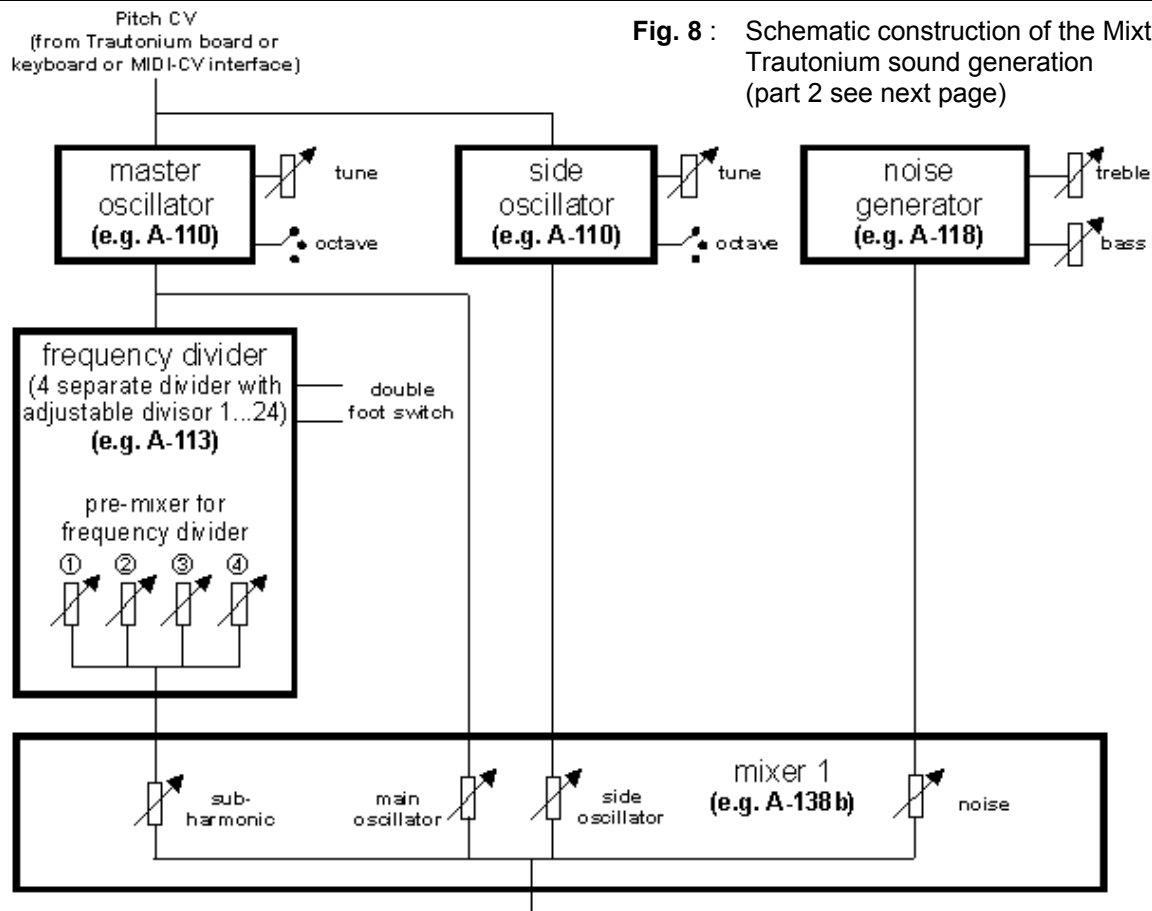 Pitch CV
(from Trautonium board or
keyboard or MIDI-CV interface)
Fig. 8 : Schematic construction of the Mixt
Trautonium sound generation
(part 2 see next page)
master
oscillator
(e.g. A-110)
tune
octave
side
oscillator
(e.g. A-110)
tune
octave
noise
generator
(e.g. A-118)
treble
bass
frequency divider
(4 separate divider with
adjustable divisor 1...24)
(e.g. A-113)
double
foot switch
pre-mixer for
frequency divider
① ② ③ ④
sub-
harmonic
main
oscillator
side
oscillator
mixer 1
(e.g. A-138b)
noise